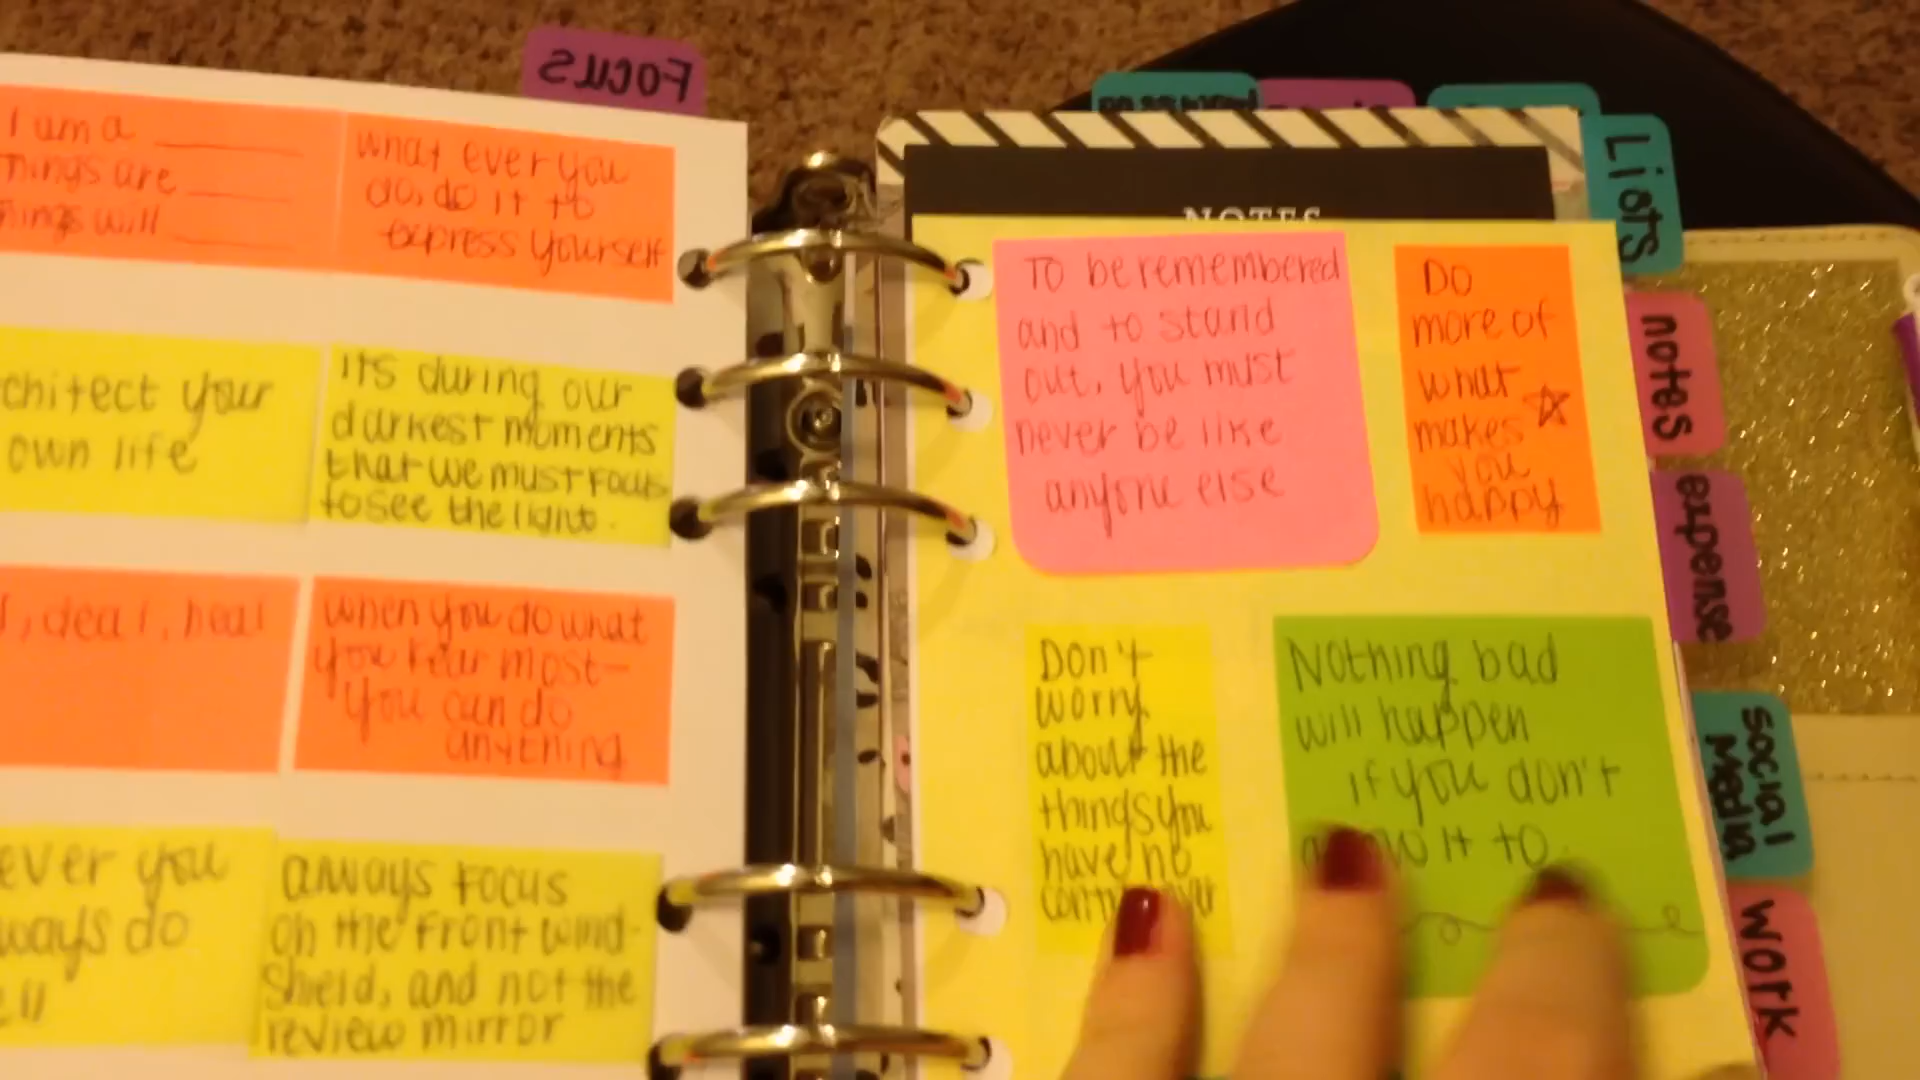 Focus
I am a
things are
things will
what ever you
do, do it to
express yourself
chitect your
own life
its during our
darkest moments
that we must focus
to see the light.
, deal, heal
when you do what
you fear most-
you can do
anything
ever you
ways do
always focus
on the front wind-
shield, and not the
review mirror
NOTES
To be remembered
and to stand
out, you must
never be like
anyone else
Do
more of
what
makes
you
happy
Don't
worry
about the
things you
have no
Nothing bad
will happen
if you don't
it to.
Lists
notes
expense
social
Media
work